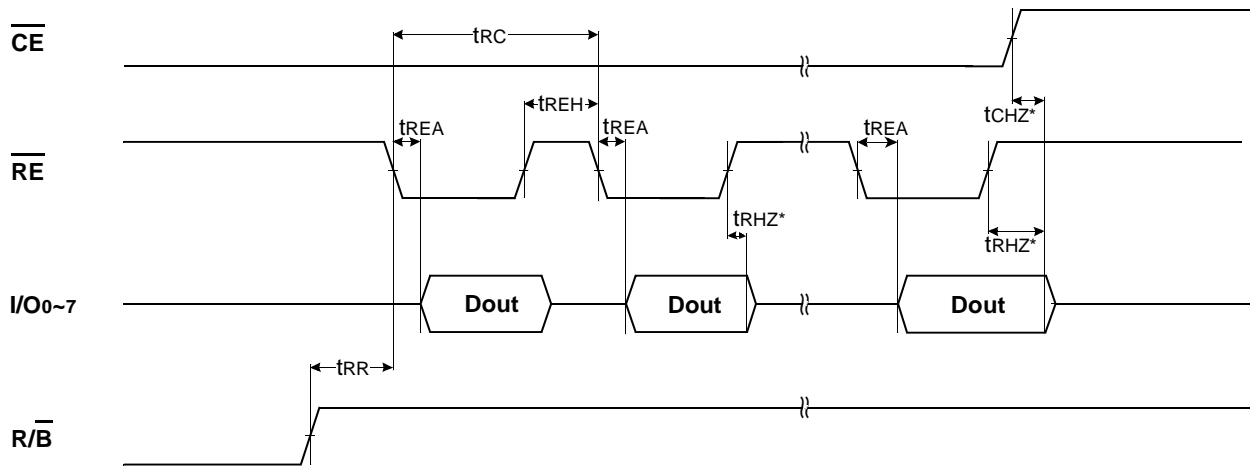 CE
tRC
tREH
tCHZ*
tREA
tREA
tREA
RE
tRHZ*
tRHZ*
I/O0~7
Dout
Dout
Dout
tRR
R/B